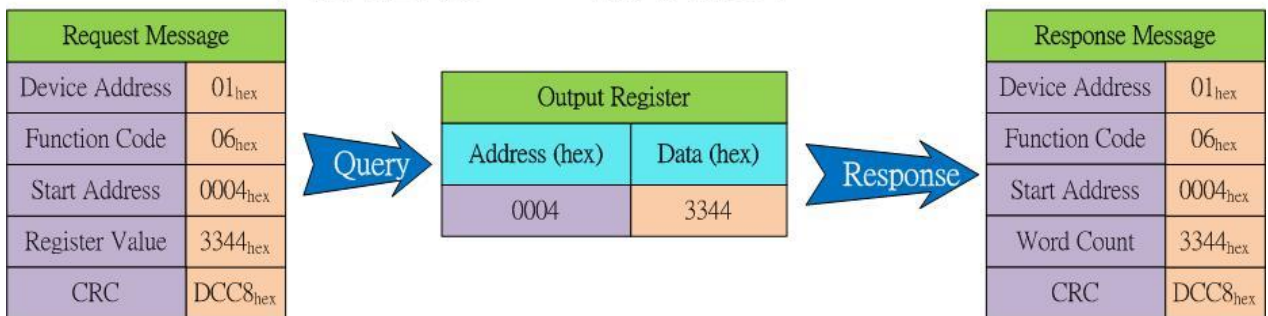 Request Message
Device Address 01hex
Function Code 06hex
Start Address 0004hex
Register Value 3344hex
CRC DCC8hex
Query
Output Register
Address (hex) Data (hex)
0004 3344
Response
Response Message
Device Address 01hex
Function Code 06hex
Start Address 0004hex
Word Count 3344hex
CRC DCC8hex